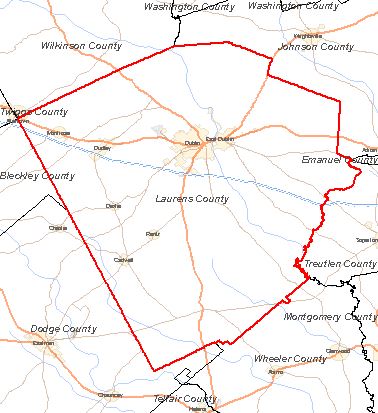 Washington County
Washington County
Wrightsville
Wilkinson County
Johnson County
Twiggs County
Montrose
Dudley
Dublin
East Dublin
Adrian
Emanuel County
Bleckley County
Laurens County
Dexter
Chester
Rentz
Soperton
Cadwell
Treutlen County
Montgomery County
Dodge County
Eastman
Glenwood
Wheeler County
Alamo
Chauncey
Telfair County
Helena